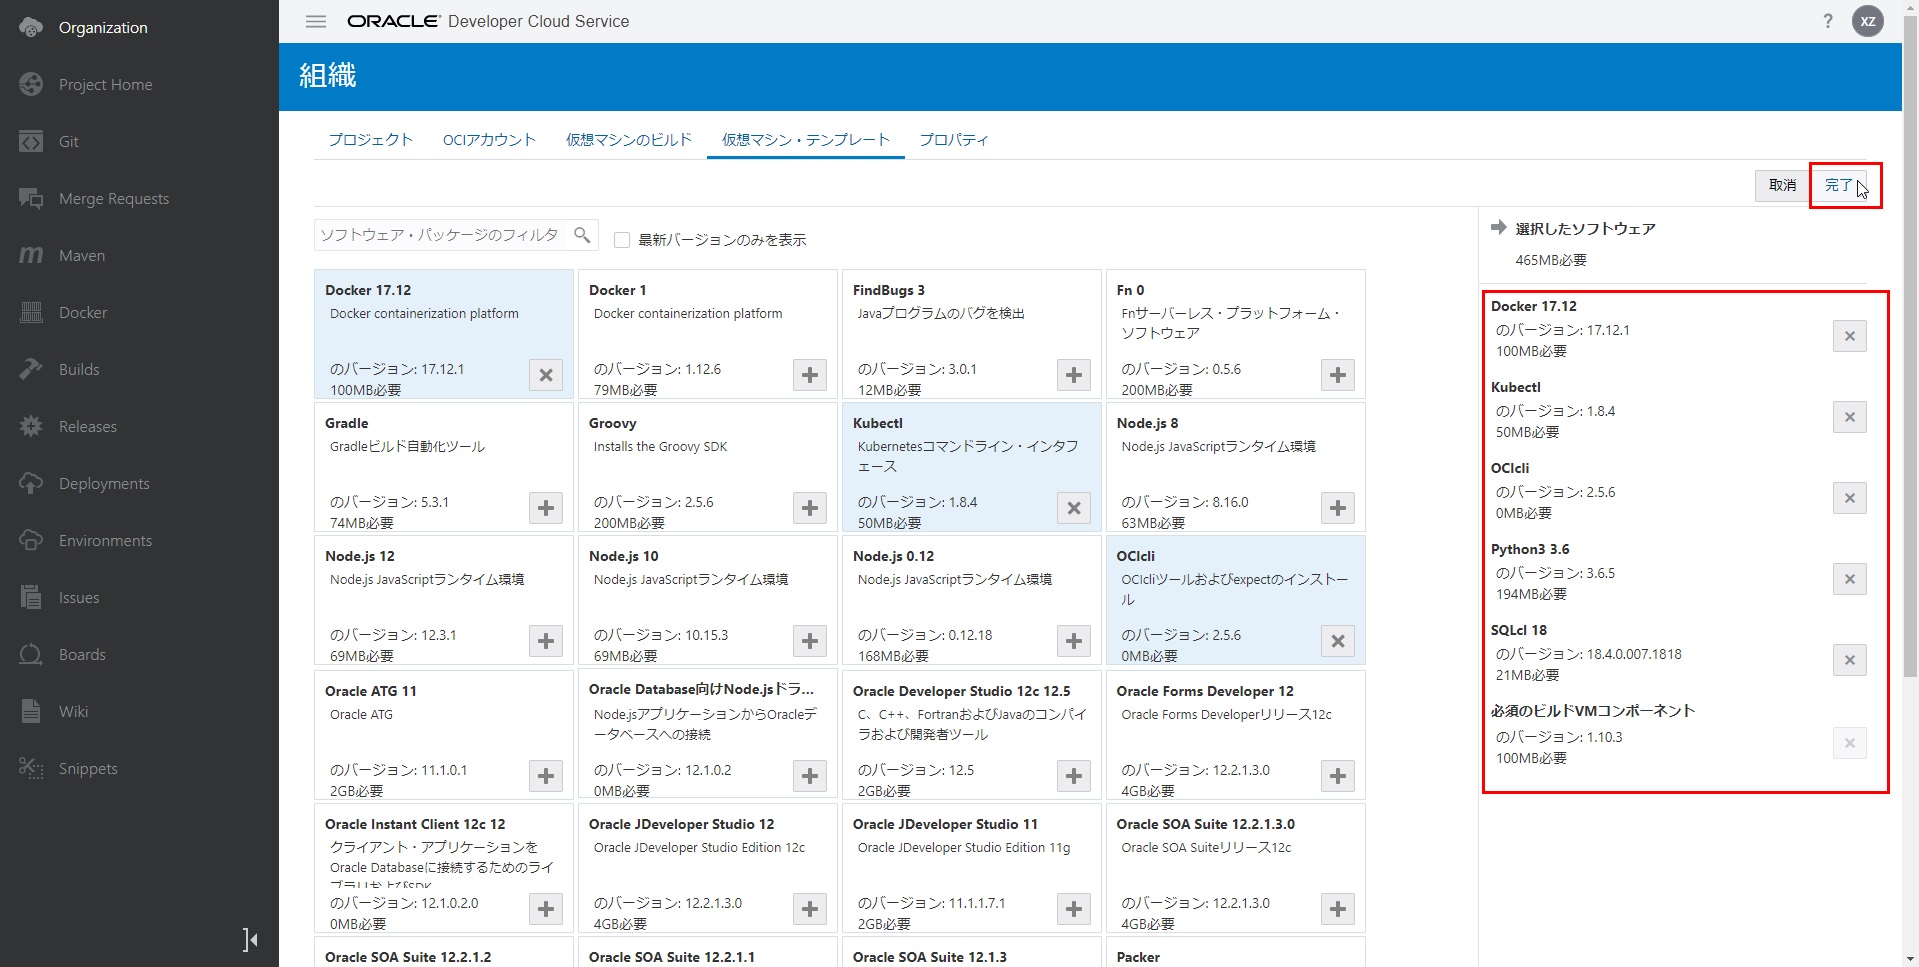 Organization
Project Home
Git
Merge Requests
Maven
Docker
Builds
Releases
Deployments
Environments
Issues
Boards
Wiki
Snippets
ORACLE® Developer Cloud Service
?
XZ
組織
プロジェクト
OCIアカウント
仮想マシンのビルド
仮想マシン・テンプレート
プロパティ
取消
完了
ソフトウェア・パッケージのフィルタ
最新バージョンのみを表示
Docker 17.12
Docker containerization platform
のバージョン: 17.12.1
100MB必要
Docker 1
Docker containerization platform
のバージョン: 1.12.6
79MB必要
FindBugs 3
Javaプログラムのバグを検出
のバージョン: 3.0.1
12MB必要
Fn 0
Fnサーバーレス・プラットフォーム・
ソフトウェア
のバージョン: 0.5.6
200MB必要
Gradle
Gradleビルド自動化ツール
のバージョン: 5.3.1
74MB必要
Groovy
Installs the Groovy SDK
のバージョン: 2.5.6
200MB必要
Kubectl
Kubernetesコマンドライン・インタフ
ェース
のバージョン: 1.8.4
50MB必要
Node.js 8
Node.js JavaScriptランタイム環境
のバージョン: 8.16.0
63MB必要
Node.js 12
Node.js JavaScriptランタイム環境
のバージョン: 12.3.1
69MB必要
Node.js 10
Node.js JavaScriptランタイム環境
のバージョン: 10.15.3
69MB必要
Node.js 0.12
Node.js JavaScriptランタイム環境
のバージョン: 0.12.18
168MB必要
OCIcli
OCIcliツールおよびexpectのインストー
ル
のバージョン: 2.5.6
0MB必要
Oracle ATG 11
Oracle ATG
のバージョン: 11.1.0.1
2GB必要
Oracle Database向けNode.jsドラ...
Node.jsアプリケーションからOracleデ
ータベースへの接続
のバージョン: 12.1.0.2
0MB必要
Oracle Developer Studio 12c 12.5
C、C++、FortranおよびJavaのコンパイ
ラおよび開発者ツール
のバージョン: 12.5
2GB必要
Oracle Forms Developer 12
Oracle Forms Developerリリース12c
のバージョン: 12.2.1.3.0
4GB必要
Oracle Instant Client 12c 12
クライアント・アプリケーションを
Oracle Databaseに接続するためのライ
ブラリおよびSDK
のバージョン: 12.1.0.2.0
0MB必要
Oracle JDeveloper Studio 12
Oracle JDeveloper Studio Edition 12c
のバージョン: 12.2.1.3.0
4GB必要
Oracle JDeveloper Studio 11
Oracle JDeveloper Studio Edition 11g
のバージョン: 11.1.1.7.1
2GB必要
Oracle SOA Suite 12.2.1.3.0
Oracle SOA Suiteリリース12c
のバージョン: 12.2.1.3.0
4GB必要
Oracle SOA Suite 12.2.1.2
Oracle SOA Suite 12.2.1.1
Oracle SOA Suite 12.1.3
Packer
選択したソフトウェア
465MB必要
Docker 17.12
のバージョン: 17.12.1
100MB必要
Kubectl
のバージョン: 1.8.4
50MB必要
OCIcli
のバージョン: 2.5.6
0MB必要
Python3 3.6
のバージョン: 3.6.5
194MB必要
SQLcl 18
のバージョン: 18.4.0.007.1818
21MB必要
必須のビルドVMコンポーネント
のバージョン: 1.10.3
100MB必要